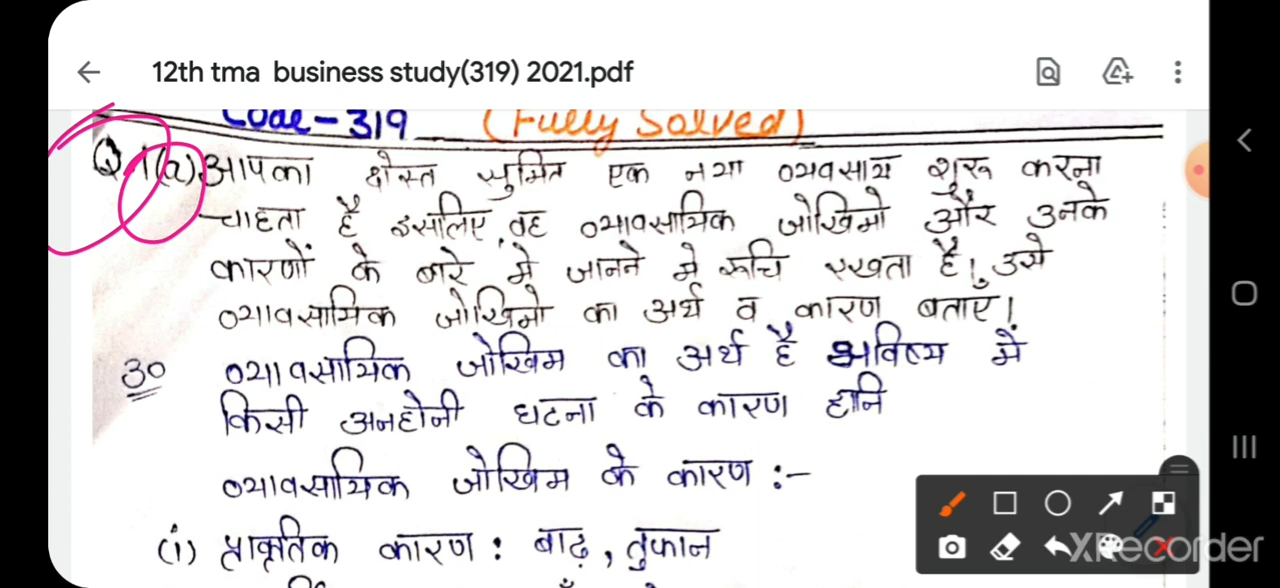 12th tma business study(319) 2021.pdf
Code-319 (Fully Solved)
Q.1(a) आपका दोस्त सुमित एक नया व्यवसाय शुरू करना
चाहता है इसलिए वह व्यावसायिक जोखिमो और उनके
कारणों के बारे में जानने मे रूचि रखता है। उसे
व्यावसायिक जोखिमो का अर्थ व कारण बताए।
उ० व्यावसायिक जोखिम का अर्थ है भविष्य में
किसी अनहोनी घटना के कारण हानि
व्यावसायिक जोखिम के कारण :-
(i) प्राकृतिक कारण : बाढ़, तुफान
XRecorder